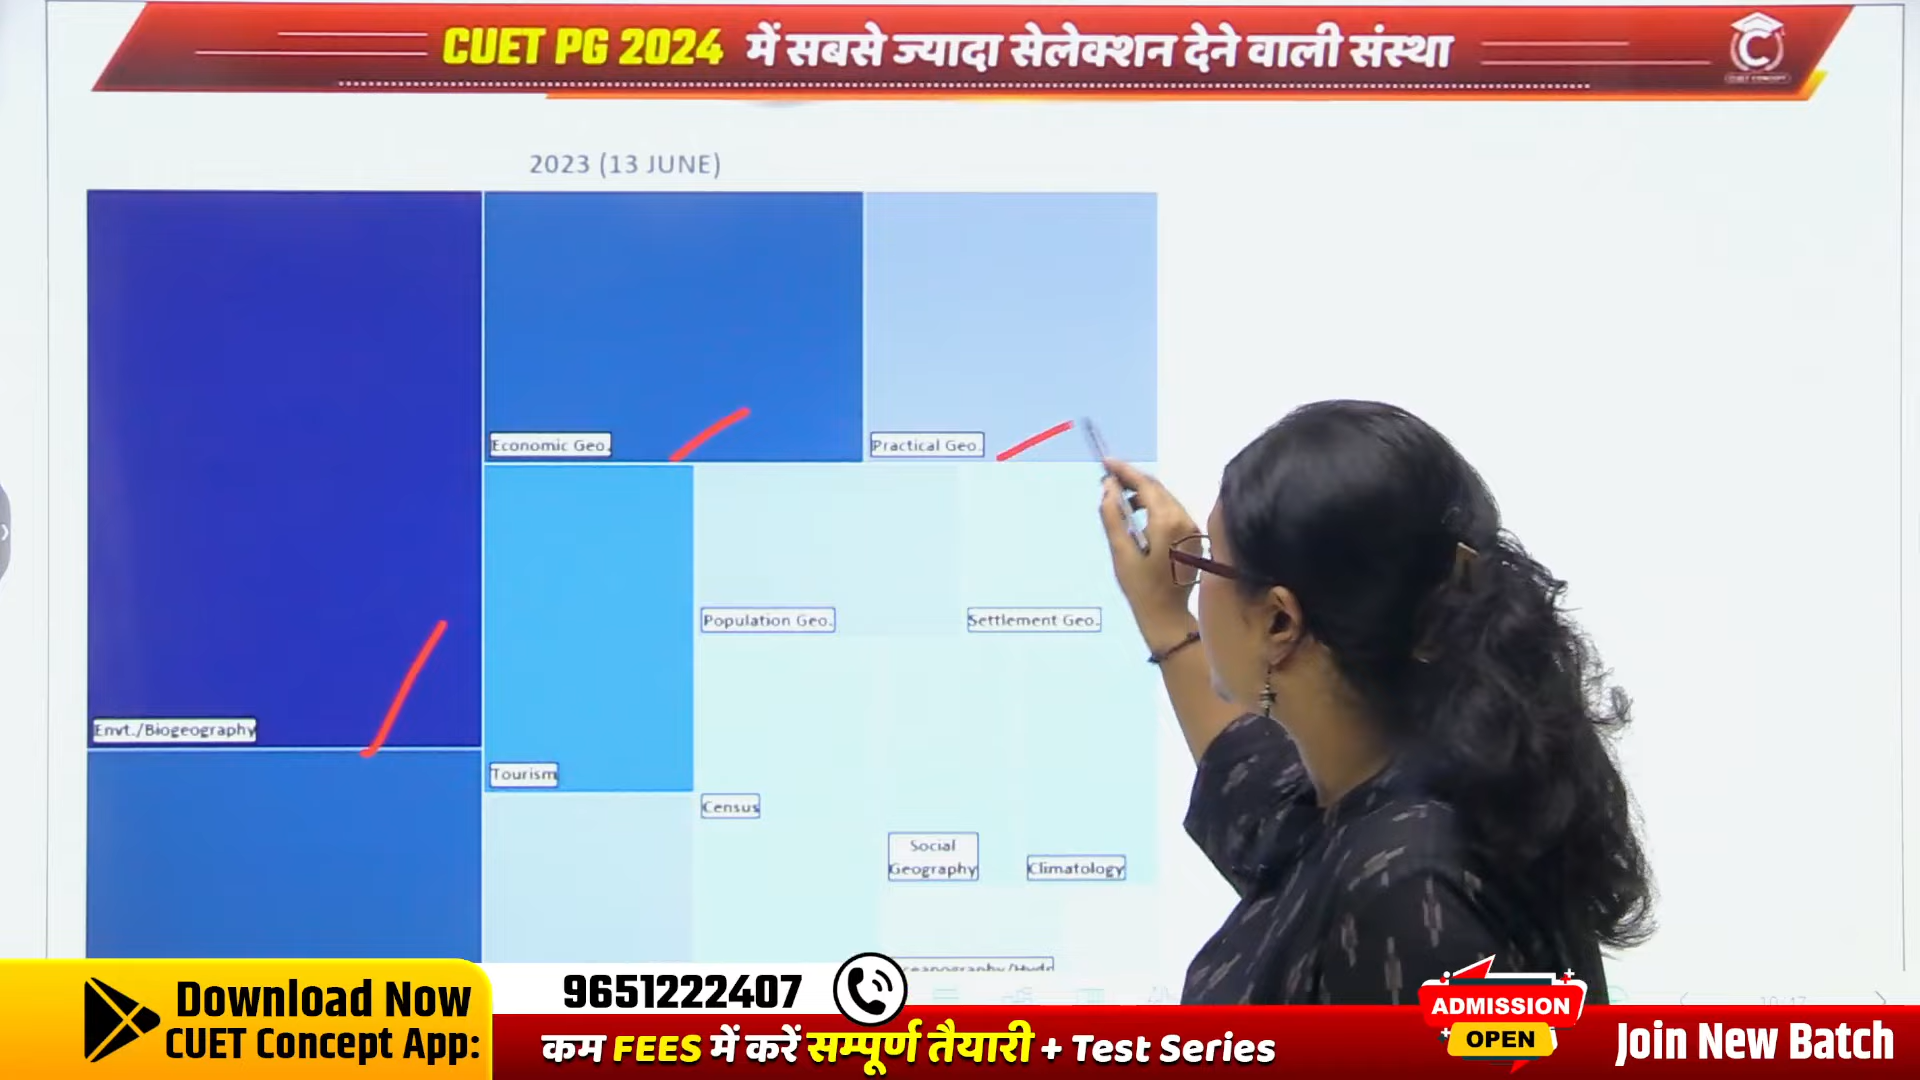 CUET PG 2024 में सबसे ज्यादा सेलेक्शन देने वाली संस्था
2023 (13 JUNE)
Economic Geo.
Practical Geo.
Population Geo.
Settlement Geo.
Envt./Biogeography
Tourism
Census
Social
Geography
Climatology
Download Now
CUET Concept App:
9651222407
कम FEES में करें सम्पूर्ण तैयारी + Test Series
ADMISSION
OPEN
Join New Batch